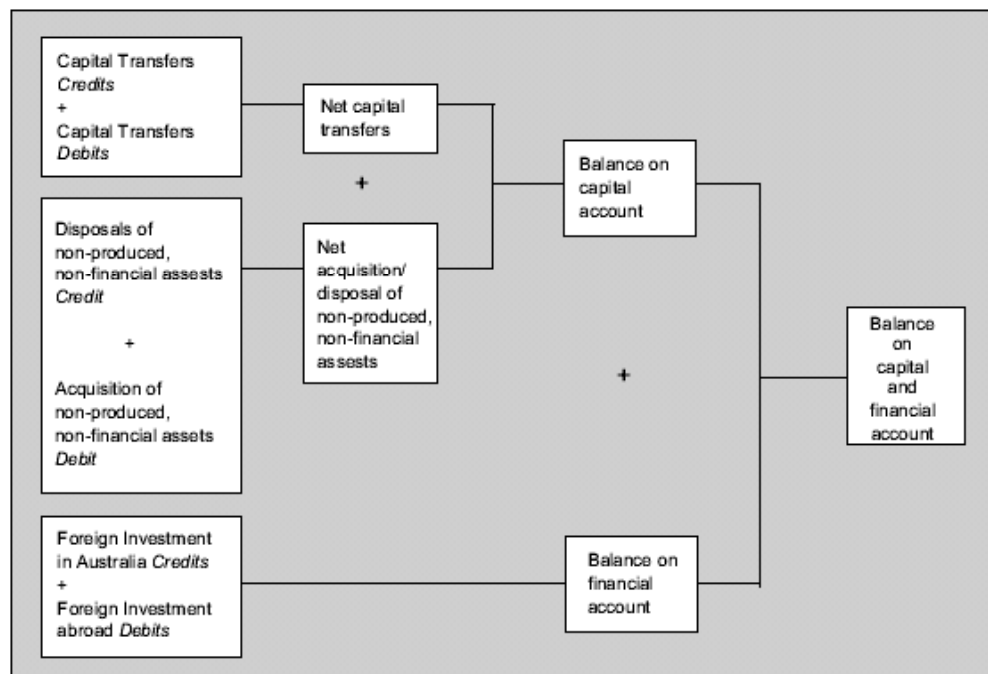 Capital Transfers
Credits
+
Capital Transfers
Debits
Net capital
transfers
+
Disposals of
non-produced,
non-financial assests
Credit
+
Acquisition of
non-produced,
non-financial assets
Debit
Net
acquisition/
disposal of
non-produced,
non-financial
assests
Balance on
capital
account
+
Foreign Investment
in Australia Credits
+
Foreign Investment
abroad Debits
Balance on
financial
account
Balance
on
capital
and
financial
account